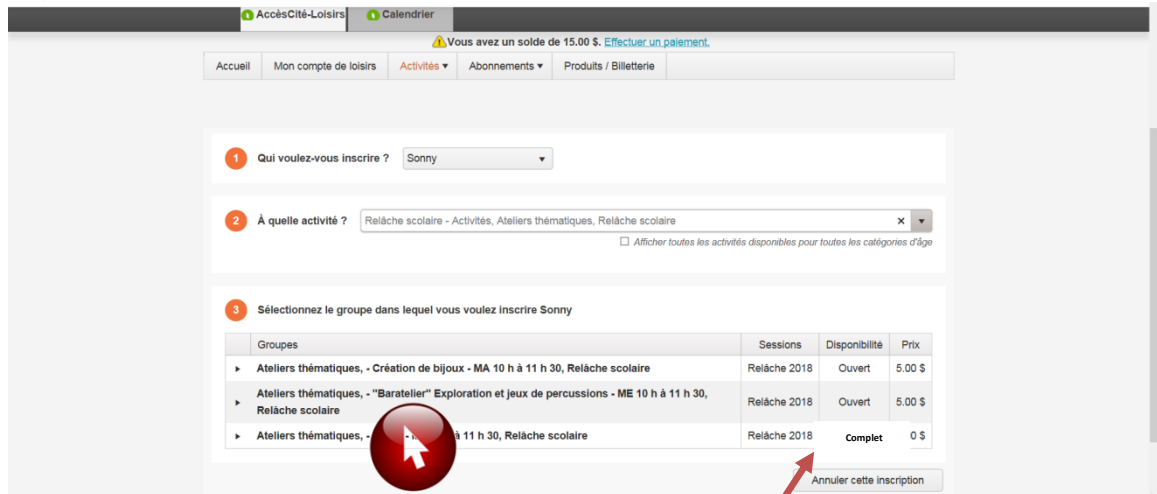 AccèsCité-Loisirs
Calendrier
Vous avez un solde de 15.00 $. Effectuer un paiement.
Accueil Mon compte de loisirs Activités Abonnements Produits / Billetterie
1 Qui voulez-vous inscrire ? Sonny
2 À quelle activité ? Relâche scolaire - Activités, Ateliers thématiques, Relâche scolaire
Afficher toutes les activités disponibles pour toutes les catégories d'âge
3 Sélectionnez le groupe dans lequel vous voulez inscrire Sonny
Groupes Sessions Disponibilité Prix
Ateliers thématiques, - Création de bijoux - MA 10 h à 11 h 30, Relâche scolaire Relâche 2018 Ouvert 5.00 $
Ateliers thématiques, - "Baratelier" Exploration et jeux de percussions - ME 10 h à 11 h 30,
Relâche scolaire Relâche 2018 Ouvert 5.00 $
Ateliers thématiques, - à 11 h 30, Relâche scolaire Relâche 2018 Complet 0 $
Annuler cette inscription